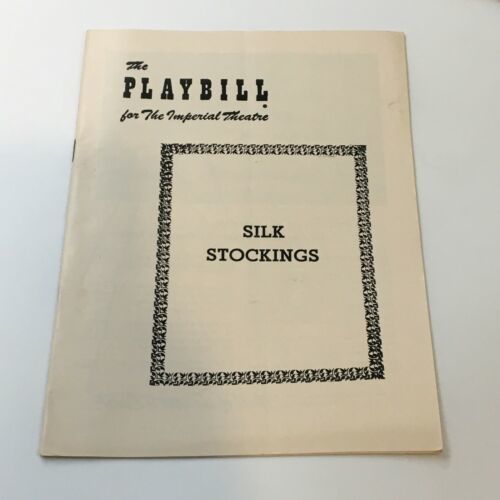 The
PLAYBILL
for The Imperial Theatre
SILK
STOCKINGS